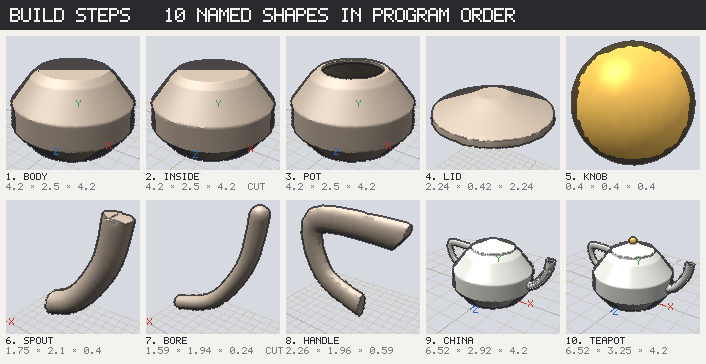 BUILD STEPS 10 NAMED SHAPES IN PROGRAM ORDER
Y
Z
X
Y
Z
X
Y
Z
X
1. BODY
4.2 × 2.5 × 4.2
2. INSIDE
4.2 × 2.5 × 4.2 CUT
3. POT
4.2 × 2.5 × 4.2
4. LID
2.24 × 0.42 × 2.24
5. KNOB
0.4 × 0.4 × 0.4
X
X
Y
Z
X
Y
Z
X
6. SPOUT
1.75 × 2.1 × 0.4
7. BORE
1.59 × 1.94 × 0.24 CUT
8. HANDLE
2.26 × 1.96 × 0.59
9. CHINA
6.52 × 2.92 × 4.2
10. TEAPOT
6.52 × 3.25 × 4.2